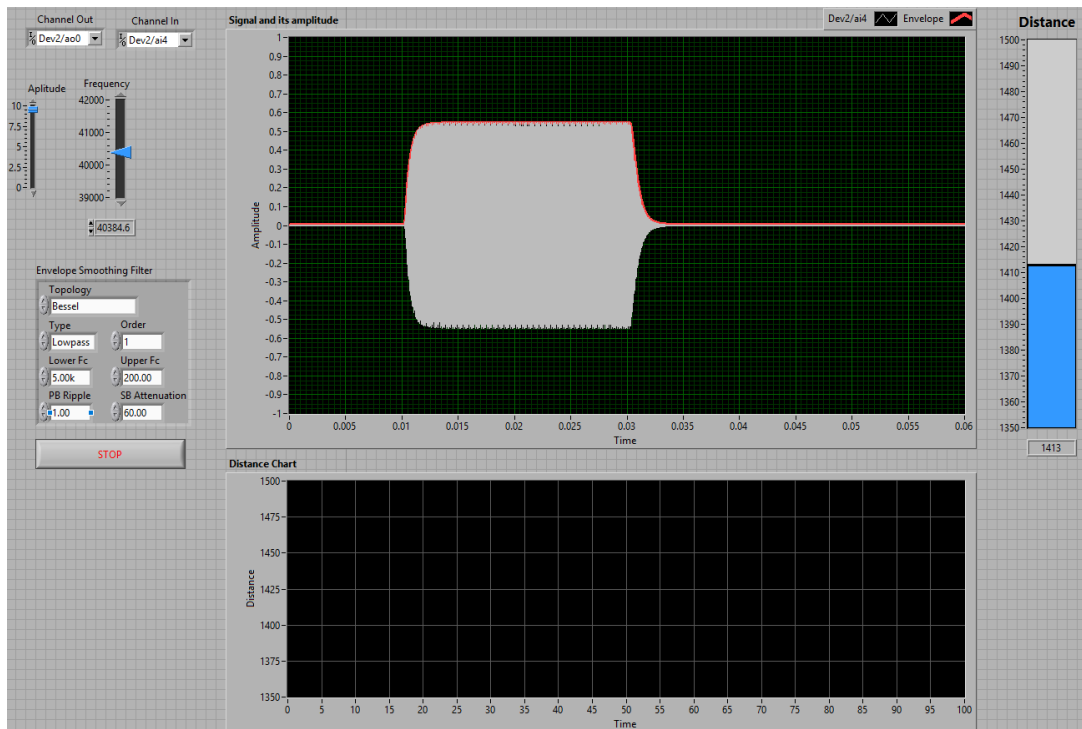 Channel Out
Channel In
Dev2/ao0
Dev2/ai4
Aplitude
Frequency
10
7.5
5
2.5
0
42000
41000
40000
39000
40384.6
Envelope Smoothing Filter
Topology
Bessel
Type
Order
Lowpass
1
Lower Fc
Upper Fc
5.00k
200.00
PB Ripple
SB Attenuation
1.00
60.00
STOP
Signal and its amplitude
Dev2/ai4
Envelope
Amplitude
1
0.9
0.8
0.7
0.6
0.5
0.4
0.3
0.2
0.1
0
-0.1
-0.2
-0.3
-0.4
-0.5
-0.6
-0.7
-0.8
-0.9
-1
0 0.005 0.01 0.015 0.02 0.025 0.03 0.035 0.04 0.045 0.05 0.055 0.06
Time
Distance
1500
1490
1480
1470
1460
1450
1440
1430
1420
1410
1400
1390
1380
1370
1360
1350
1413
Distance Chart
Distance
1500
1475
1450
1425
1400
1375
1350
0 5 10 15 20 25 30 35 40 45 50 55 60 65 70 75 80 85 90 95 100
Time